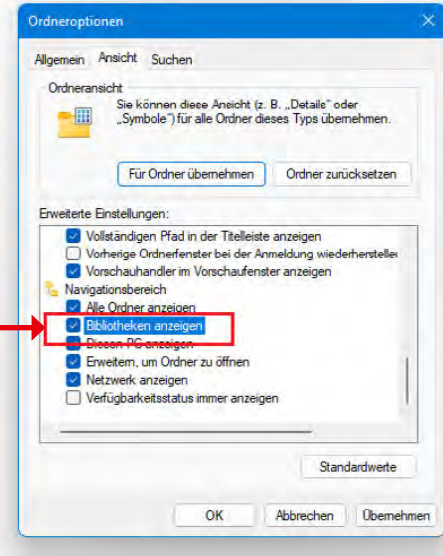 Ordneroptionen
Allgemein Ansicht Suchen
Ordneransicht
Sie können diese Ansicht (z. B. „Details" oder
„Symbole") für alle Ordner dieses Typs übernehmen.
Für Ordner übernehmen Ordner zurücksetzen
Erweiterte Einstellungen:
Vollständigen Pfad in der Titelleiste anzeigen
Vorherige Ordnerfenster bei der Anmeldung wiederherstellen
Vorschauhandler im Vorschaufenster anzeigen
Navigationsbereich
Alle Ordner anzeigen
Bibliotheken anzeigen
Diesen PC anzeigen
Erweitern, um Ordner zu öffnen
Netzwerk anzeigen
Verfügbarkeitsstatus immer anzeigen
Standardwerte
OK Abbrechen Übernehmen